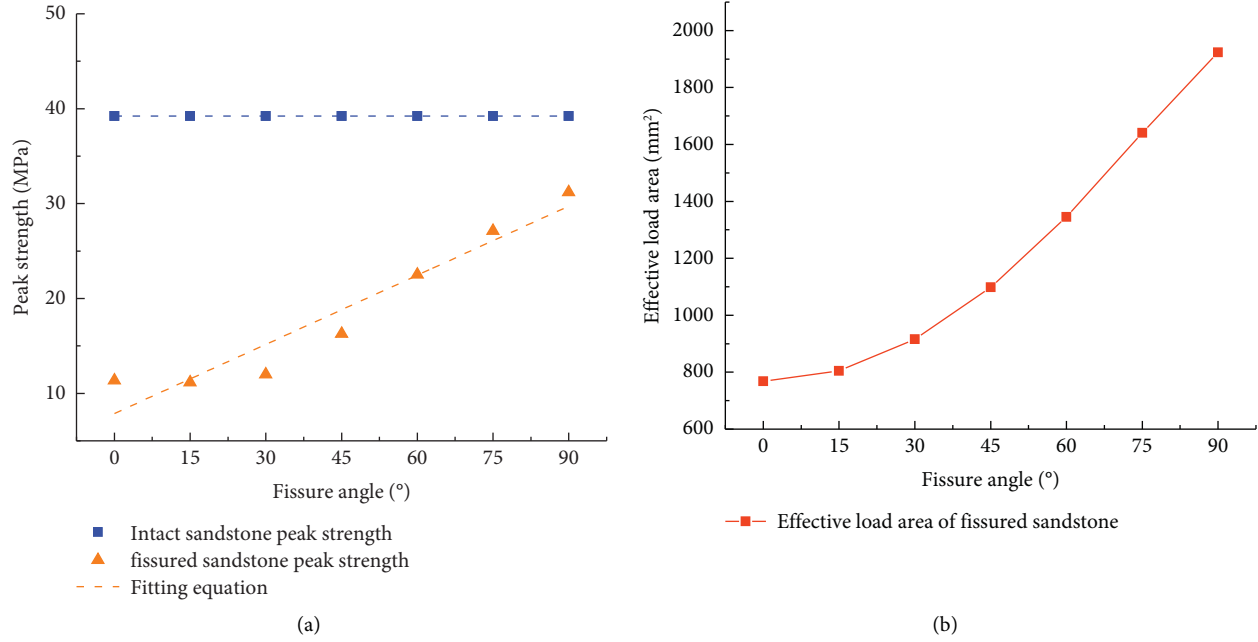 50
40
30
20
10
Peak strength (MPa)
0 15 30 45 60 75 90
Fissure angle (°)
Intact sandstone peak strength
fissured sandstone peak strength
Fitting equation
(a)
2000
1800
1600
1400
1200
1000
800
600
Effective load area (mm²)
0 15 30 45 60 75 90
Fissure angle (°)
Effective load area of fissured sandstone
(b)